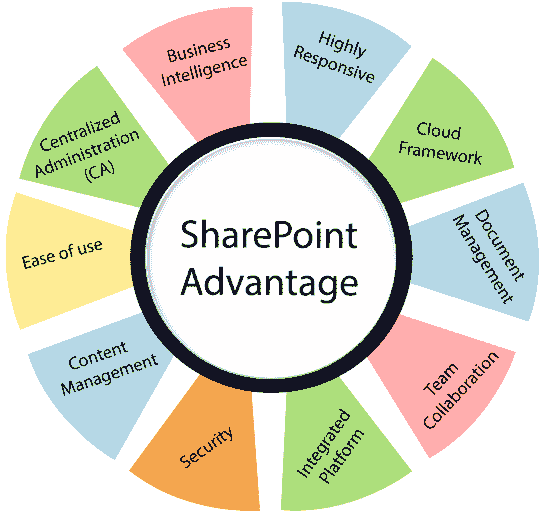 SharePoint
Advantage
Highly
Responsive
Cloud
Framework
Document
Management
Team
Collaboration
Integrated
Platform
Security
Content
Management
Ease of use
Centralized
Administration
(CA)
Business
Intelligence